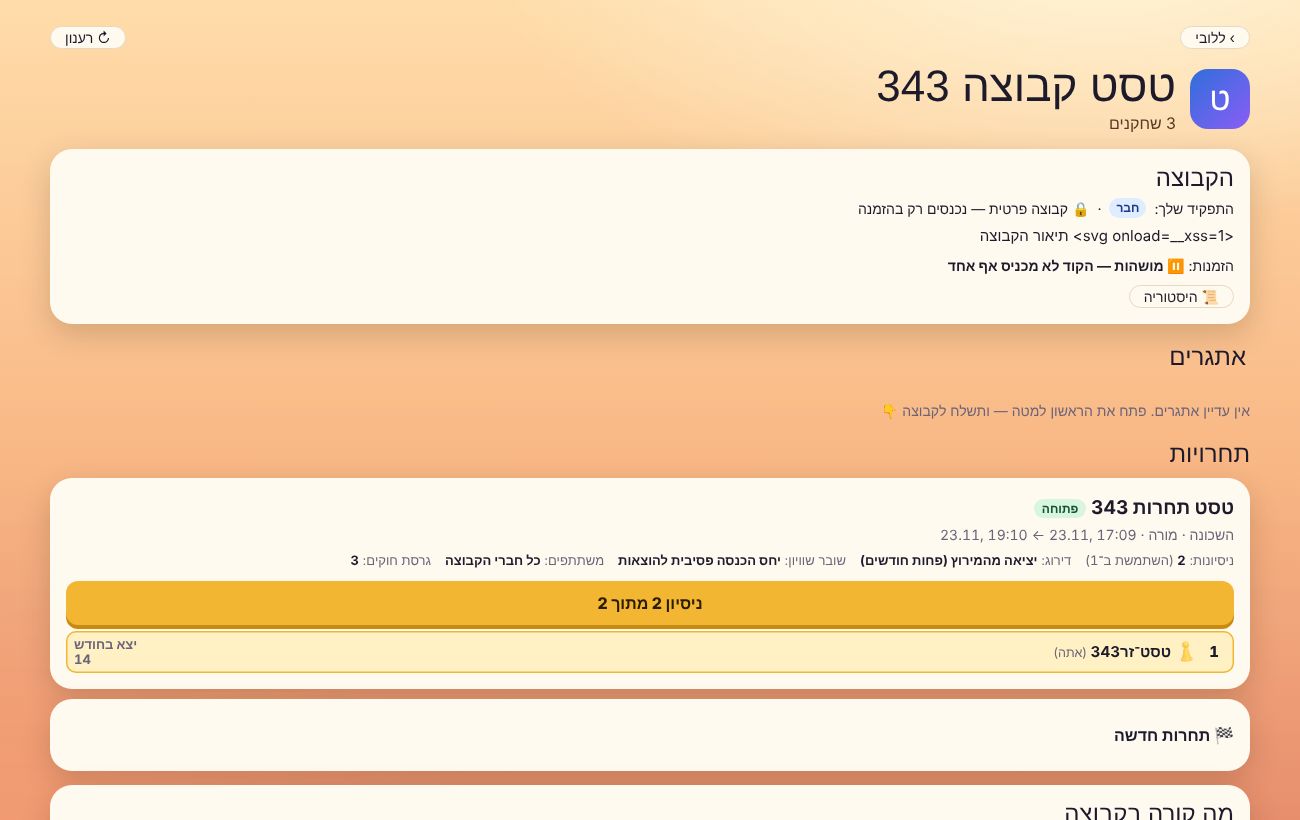 › ללובי
↻ רענון
ט
טסט קבוצה 343
3 שחקנים
הקבוצה
התפקיד שלך: חבר · 🔒 קבוצה פרטית — נכנסים רק בהזמנה
<svg onload=__xss=1> תיאור הקבוצה
הזמנות: ⏸️ מושהות — הקוד לא מכניס אף אחד
📜 היסטוריה
אתגרים
אין עדיין אתגרים. פתח את הראשון למטה — ותשלח לקבוצה 👇
תחרויות
טסט תחרות 343 פתוחה
השכונה · מורה · 23.11, 17:09 ← 23.11, 19:10
ניסיונות: 2 (השתמשת ב־1) דירוג: יציאה מהמירוץ (פחות חודשים) שובר שוויון: יחס הכנסה פסיבית להוצאות משתתפים: כל חברי הקבוצה גרסת חוקים: 3
ניסיון 2 מתוך 2
1 טסט־זר343 (אתה)
יצא בחודש
14
🏁 תחרות חדשה
מה קורה בקבוצה